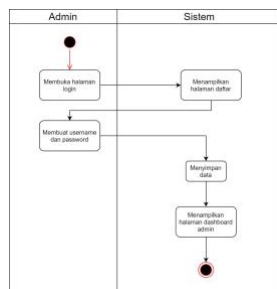 Admin
Sistem
Membuka halaman
login
Menampilkan
halaman daftar
Membuat username
dan password
Menyimpan
data
Menampilkan
halaman dashboard
admin